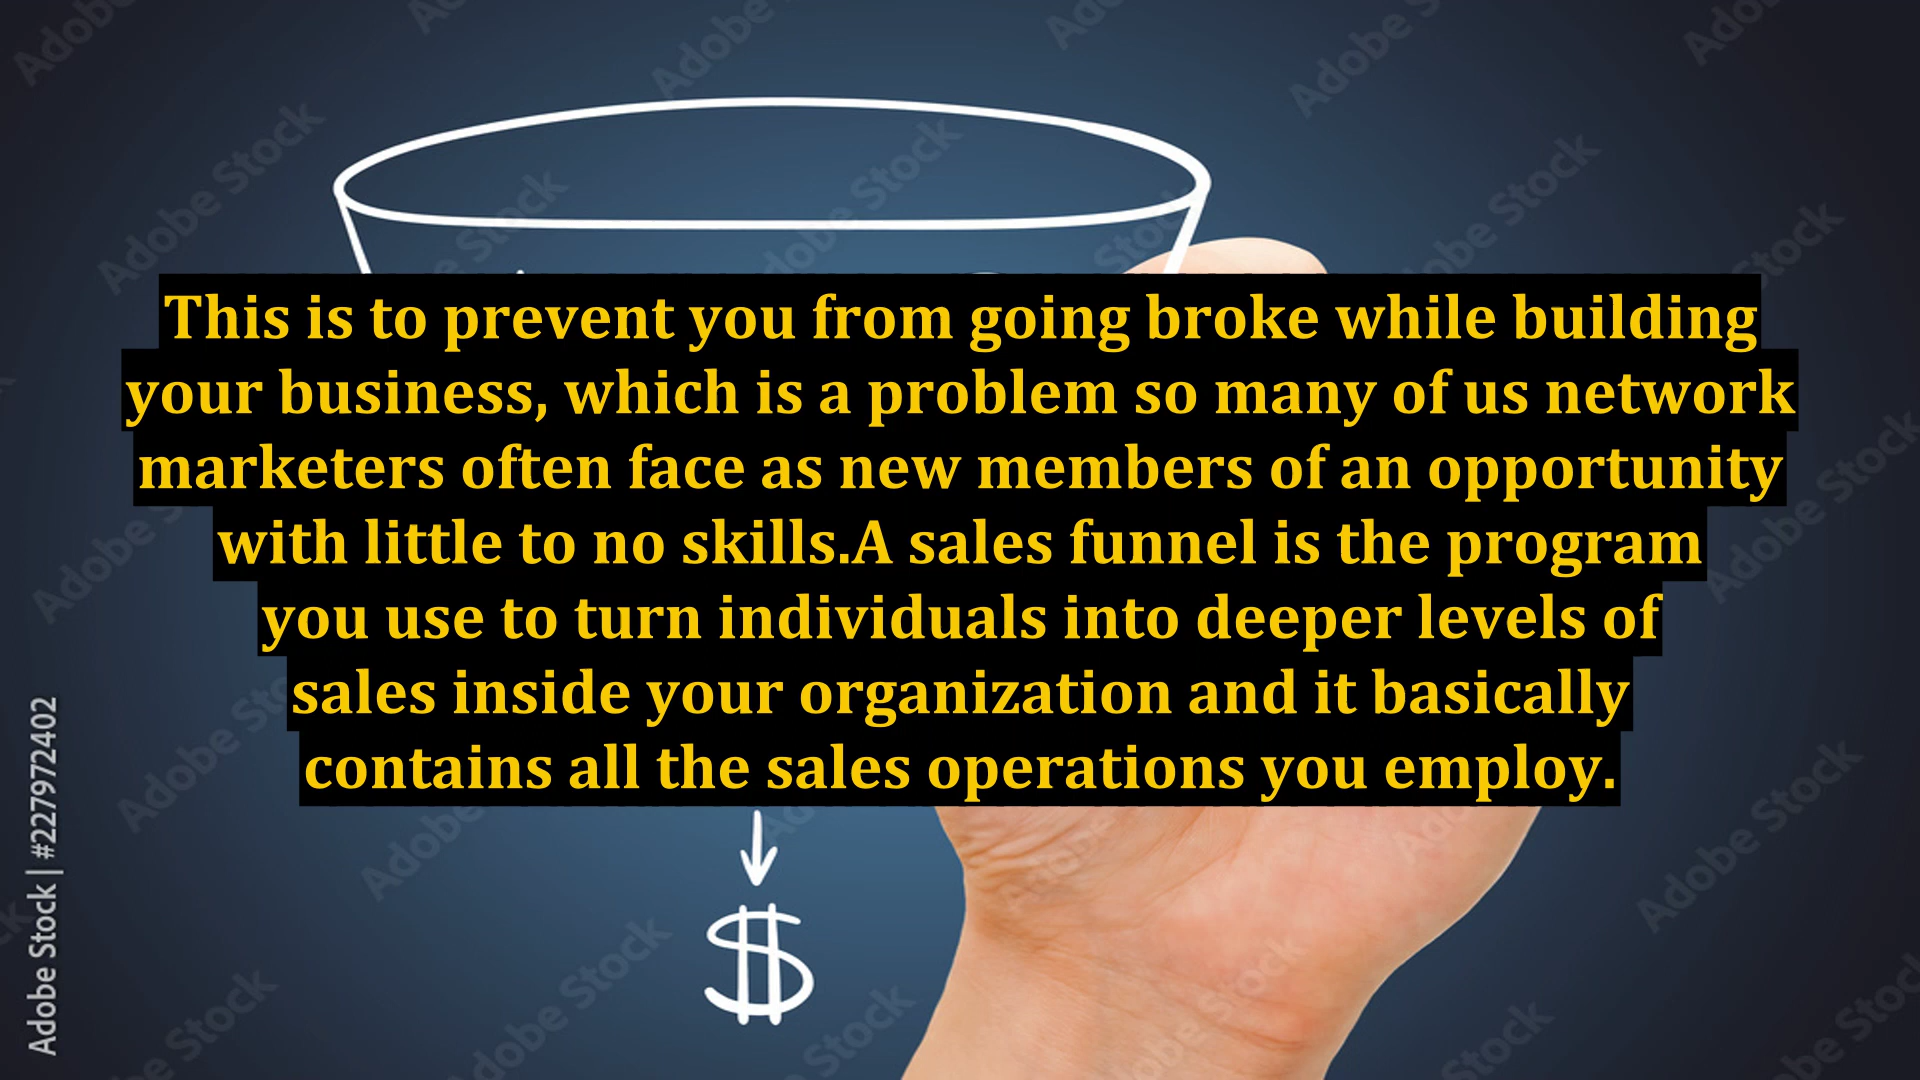 This is to prevent you from going broke while building
your business, which is a problem so many of us network
marketers often face as new members of an opportunity
with little to no skills.A sales funnel is the program
you use to turn individuals into deeper levels of
sales inside your organization and it basically
contains all the sales operations you employ.
$
Adobe Stock | #227972402
Adobe Stock